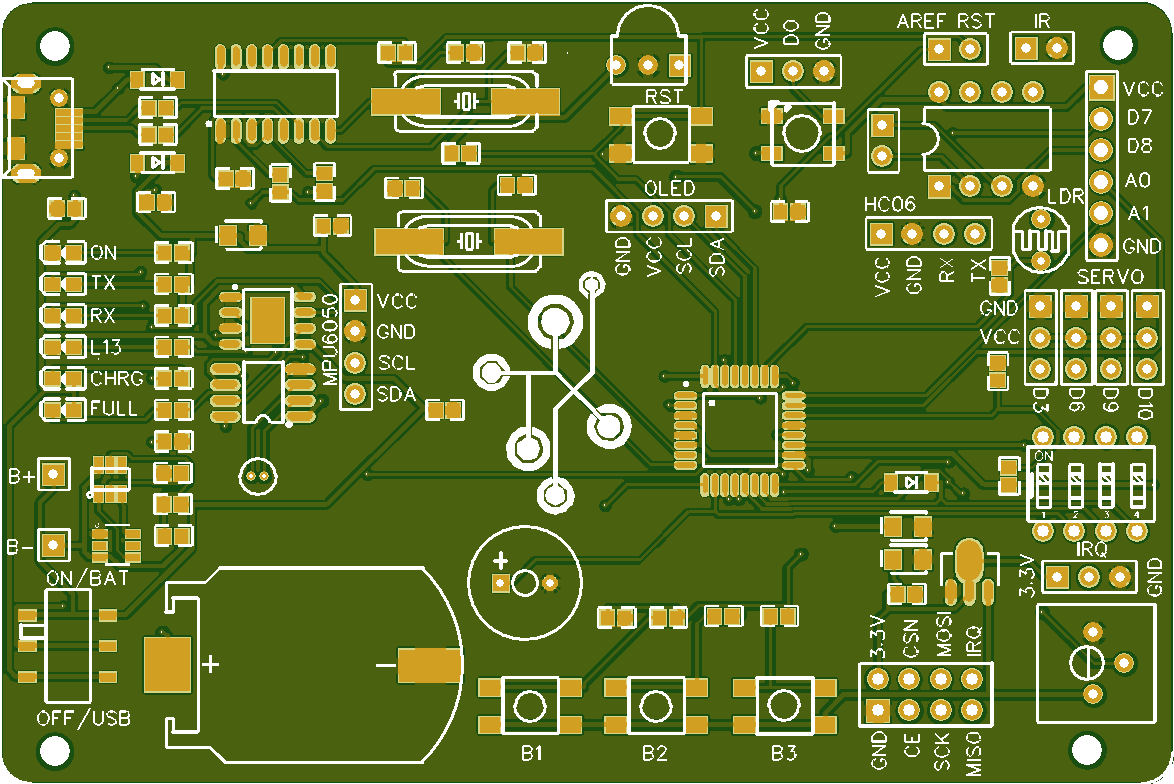 VCC
DO
GND
AREF RST
IR
RST
VCC
D7
D8
A0
A1
GND
OLED
GND
VCC
SCL
SDA
HC06
VCC
GND
RX
TX
LDR
SERVO
GND
VCC
D9
D10
ON
TX
RX
L13
CHRG
FULL
MPU6050
VCC
GND
SCL
SDA
B+
B-
ON
1
2
3
4
IRQ
3.3V
GND
ON/BAT
OFF/USB
+
+
−
3.3V
CSN
MOSI
IRQ
GND
CE
SCK
MISO
B1
B2
B3